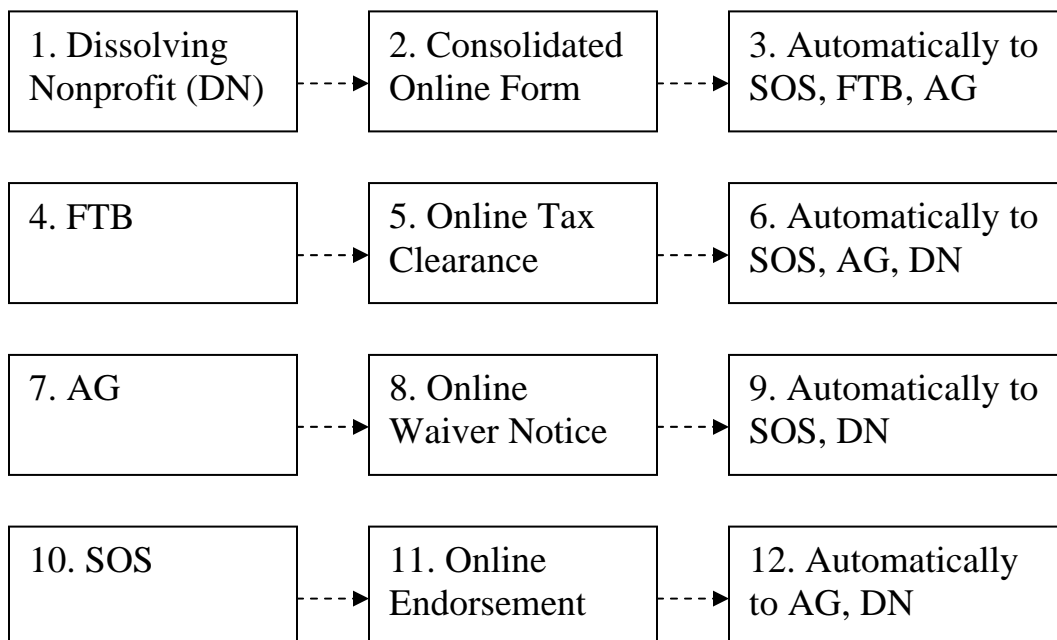 1. Dissolving
Nonprofit (DN)
2. Consolidated
Online Form
3. Automatically to
SOS, FTB, AG
4. FTB
5. Online Tax
Clearance
6. Automatically to
SOS, AG, DN
7. AG
8. Online
Waiver Notice
9. Automatically to
SOS, DN
10. SOS
11. Online
Endorsement
12. Automatically
to AG, DN